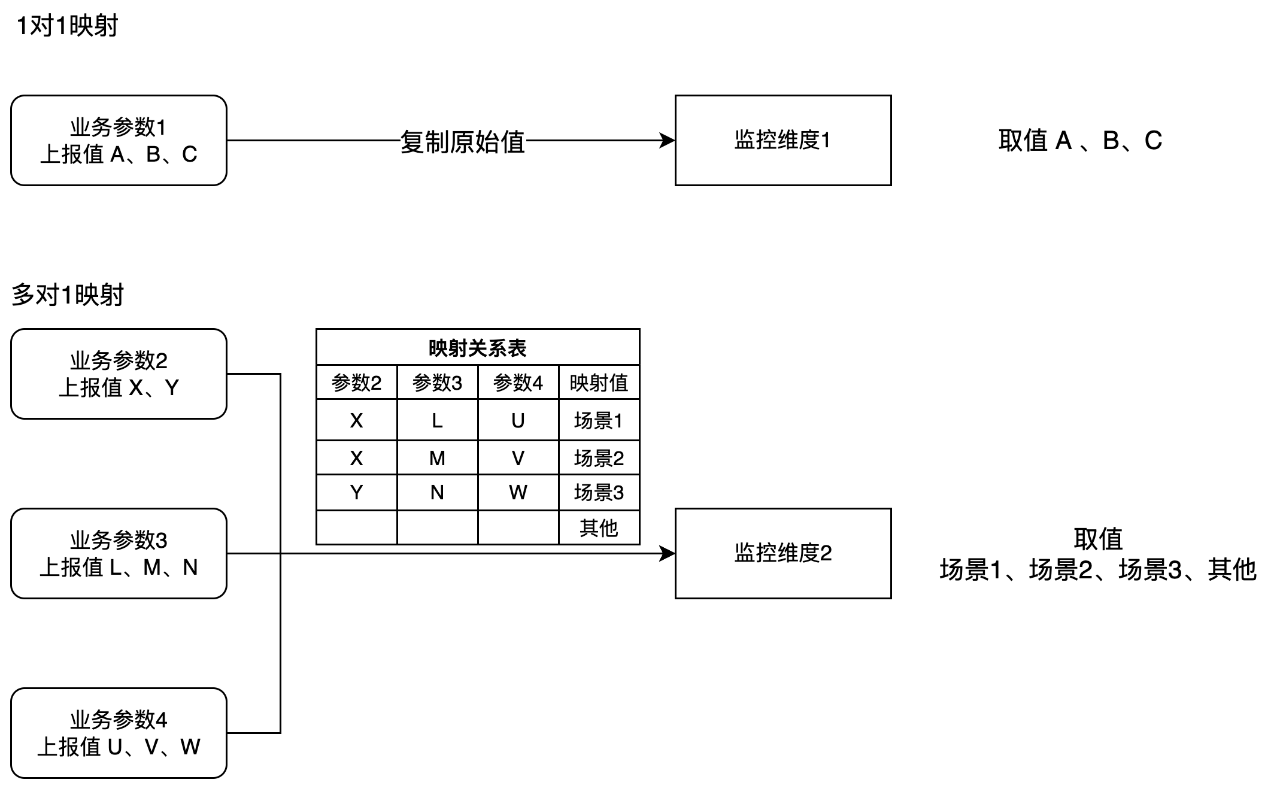 1对1映射
业务参数1
上报值 A、B、C
复制原始值
监控维度1
取值 A 、B、C
多对1映射
业务参数2
上报值 X、Y
映射关系表
参数2 参数3 参数4 映射值
X L U 场景1
X M V 场景2
Y N W 场景3
其他
业务参数3
上报值 L、M、N
监控维度2
取值
场景1、场景2、场景3、其他
业务参数4
上报值 U、V、W